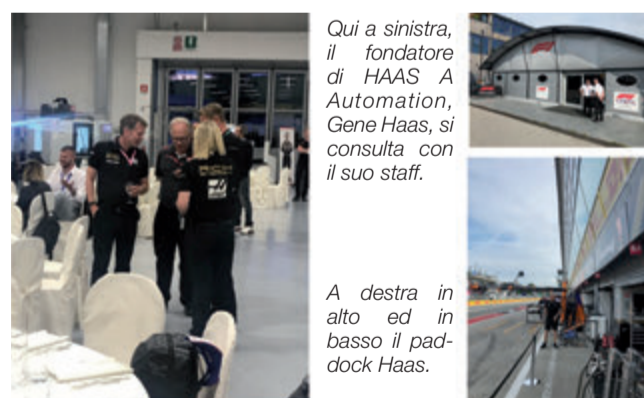 Qui a sinistra,
il fondatore
di HAAS A
Automation,
Gene Haas, si
consulta con
il suo staff.
A destra in
alto ed in
basso il pad-
dock Haas.